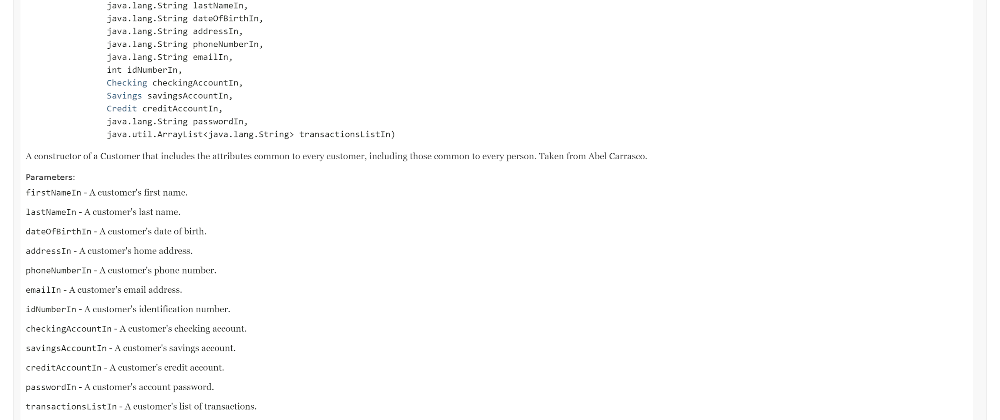 java.lang.String lastNameIn,
java.lang.String dateOfBirthIn,
java.lang.String addressIn,
java.lang.String phoneNumberIn,
java.lang.String emailIn,
int idNumberIn,
Checking checkingAccountIn,
Savings savingsAccountIn,
Credit creditAccountIn,
java.lang.String passwordIn,
java.util.ArrayList<java.lang.String> transactionsListIn)
A constructor of a Customer that includes the attributes common to every customer, including those common to every person. Taken from Abel Carrasco.
Parameters:
firstNameIn - A customer's first name.
lastNameIn - A customer's last name.
dateOfBirthIn - A customer's date of birth.
addressIn - A customer's home address.
phoneNumberIn - A customer's phone number.
emailIn - A customer's email address.
idNumberIn - A customer's identification number.
checkingAccountIn - A customer's checking account.
savingsAccountIn - A customer's savings account.
creditAccountIn - A customer's credit account.
passwordIn - A customer's account password.
transactionsListIn - A customer's list of transactions.